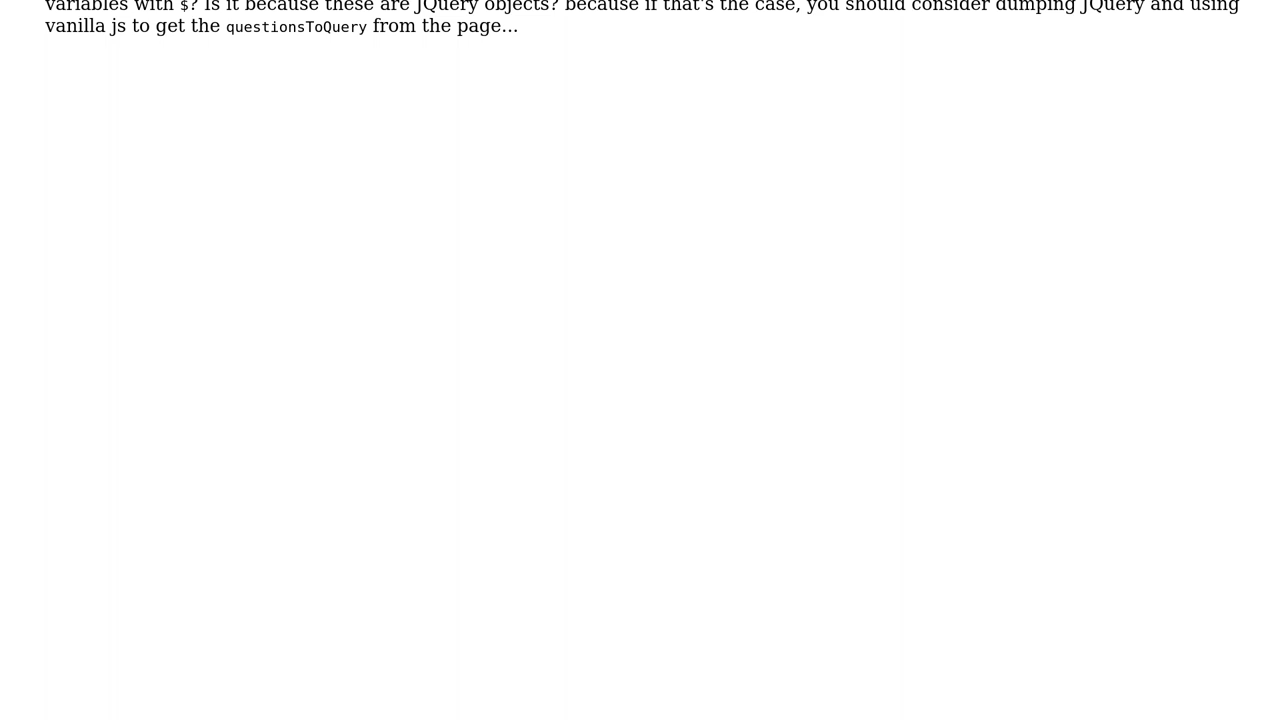 variables with $? Is it because these are JQuery objects? because if that's the case, you should consider dumping JQuery and using
vanilla js to get the questionsToQuery from the page...